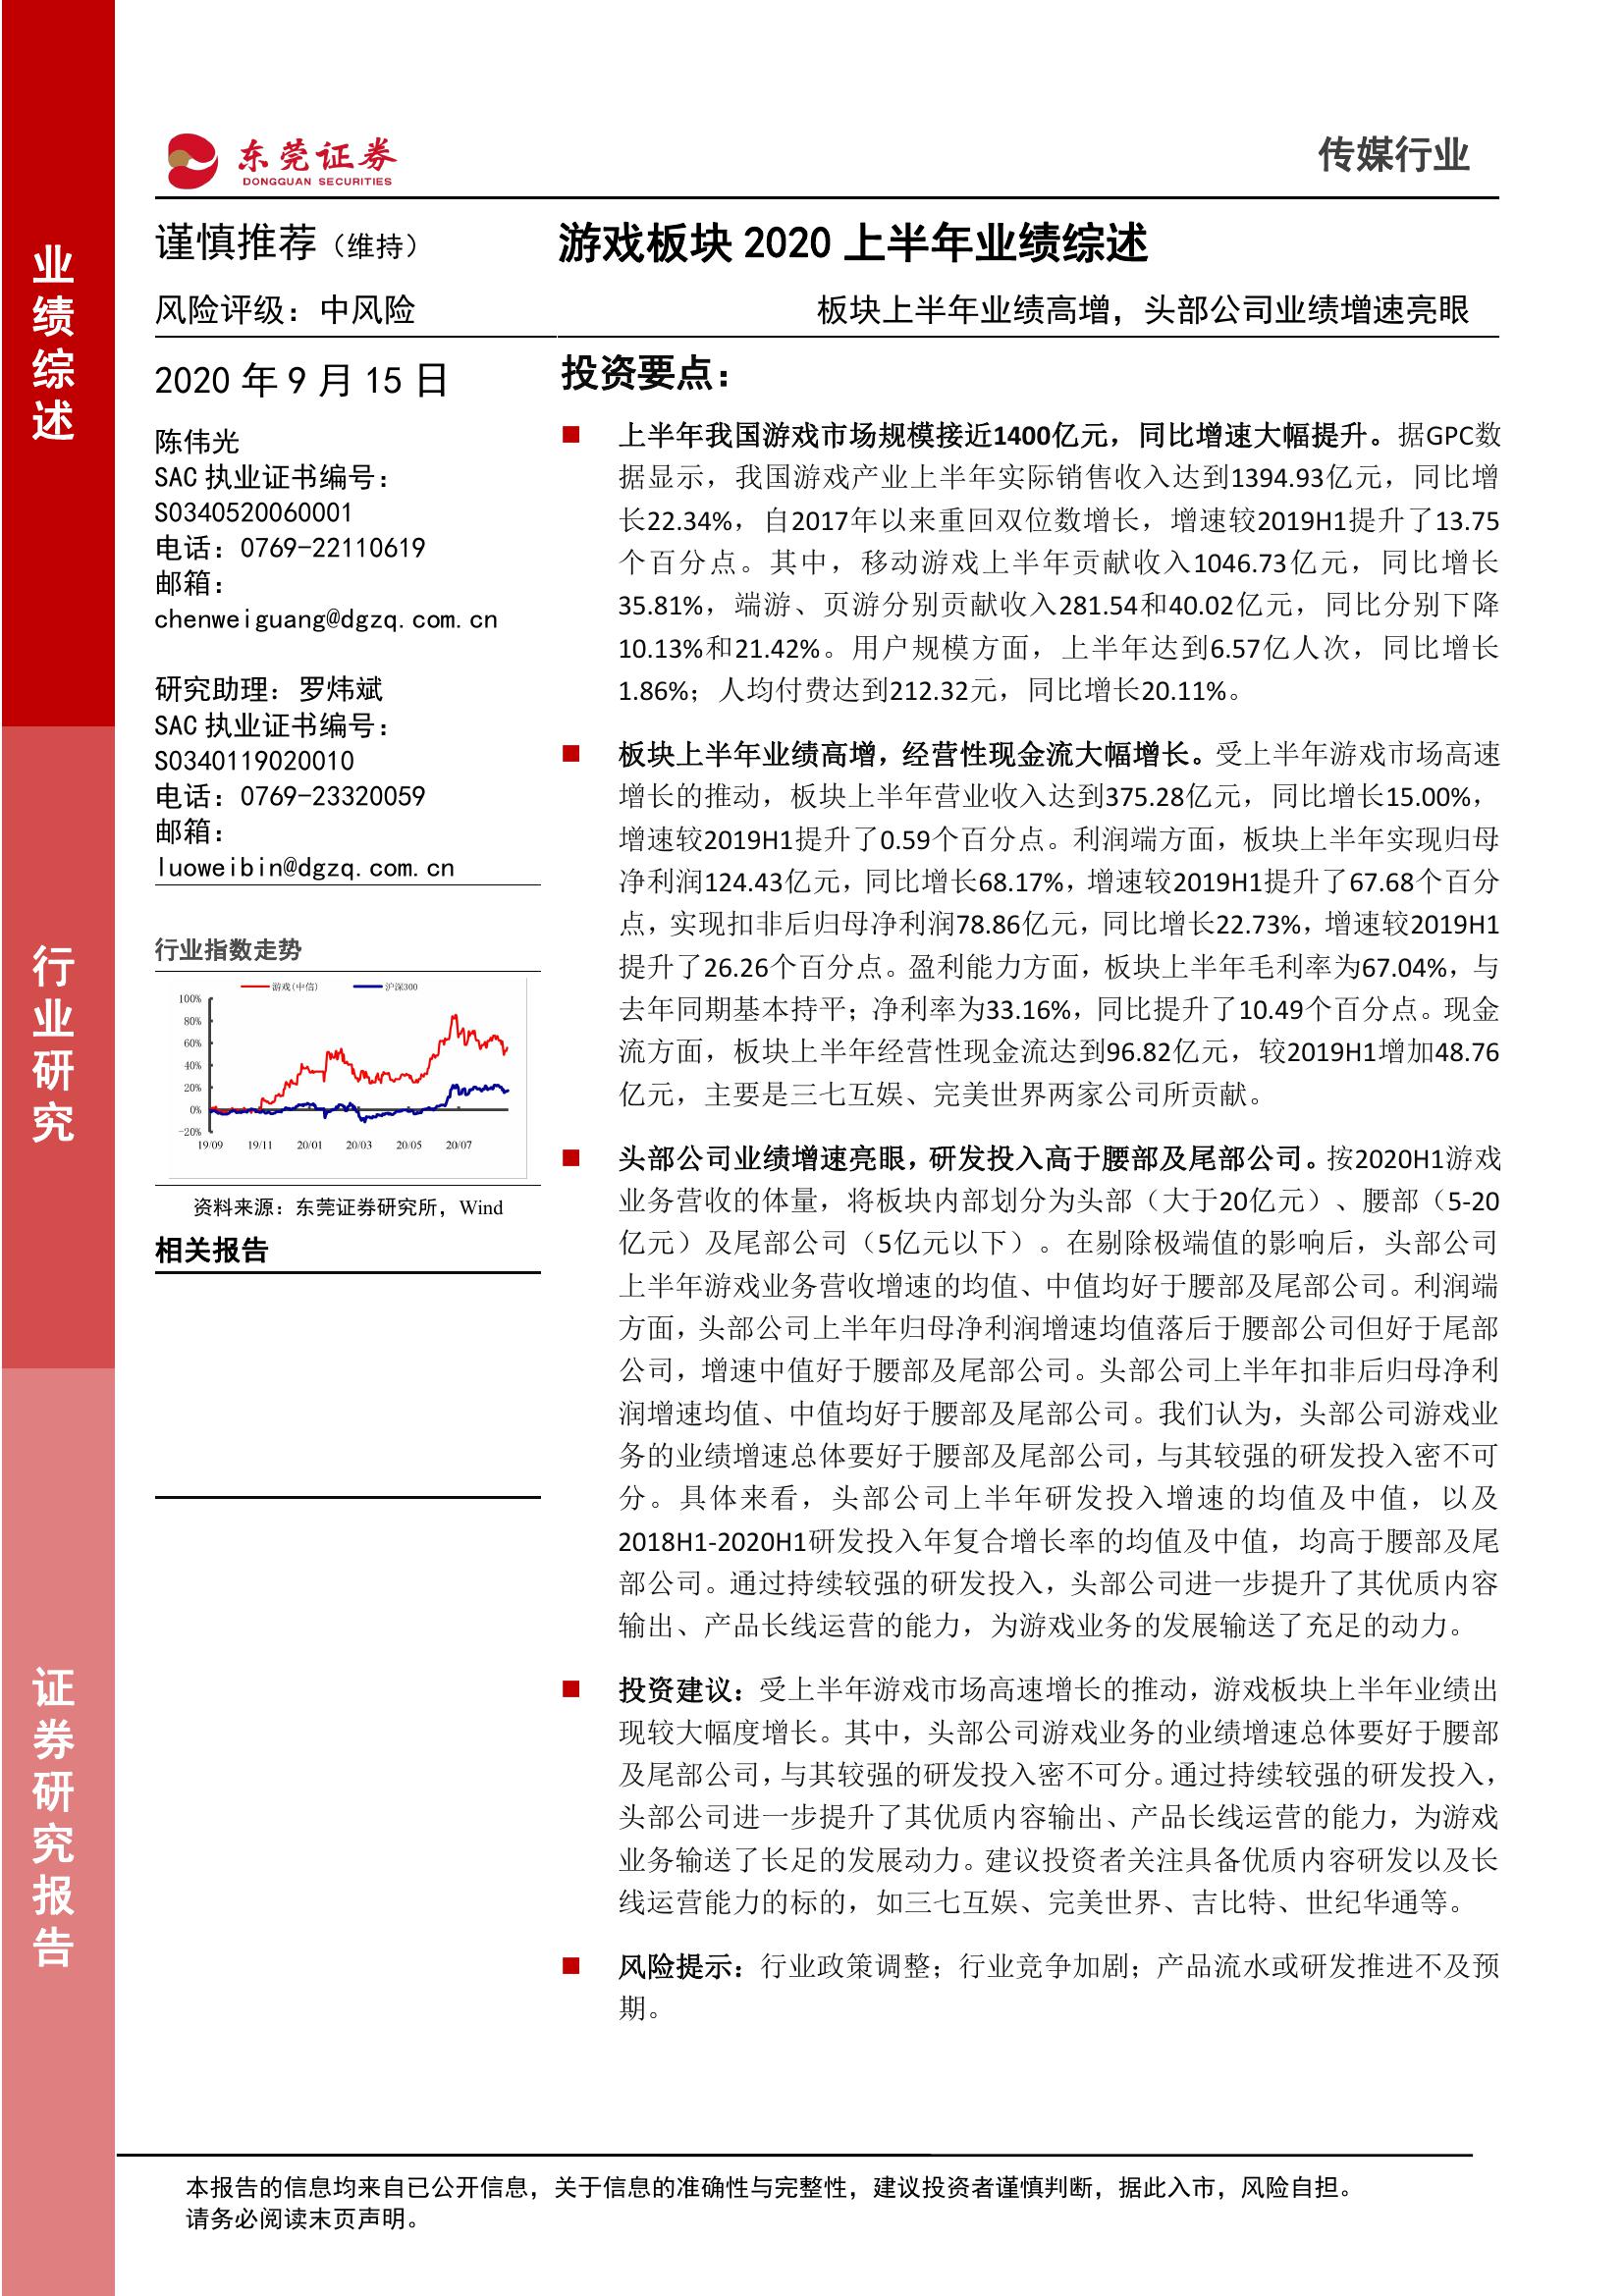 业绩综述
行业研究
证券研究报告
东莞证券
DONGGUAN SECURITIES
传媒行业
谨慎推荐（维持）
风险评级：中风险
2020 年 9 月 15 日
陈伟光
SAC 执业证书编号：
S0340520060001
电话：0769-22110619
邮箱：
chenweiguang@dgzq.com.cn
研究助理：罗炜斌
SAC 执业证书编号：
S0340119020010
电话：0769-23320059
邮箱：
luoweibin@dgzq.com.cn
行业指数走势
游戏(中信) 沪深300
100%
80%
60%
40%
20%
0%
-20%
19/09 19/11 20/01 20/03 20/05 20/07
资料来源：东莞证券研究所，Wind
相关报告
游戏板块 2020 上半年业绩综述
板块上半年业绩高增，头部公司业绩增速亮眼
投资要点：
■ 上半年我国游戏市场规模接近1400亿元，同比增速大幅提升。据GPC数
据显示，我国游戏产业上半年实际销售收入达到1394.93亿元，同比增
长22.34%，自2017年以来重回双位数增长，增速较2019H1提升了13.75
个百分点。其中，移动游戏上半年贡献收入1046.73亿元，同比增长
35.81%，端游、页游分别贡献收入281.54和40.02亿元，同比分别下降
10.13%和21.42%。用户规模方面，上半年达到6.57亿人次，同比增长
1.86%；人均付费达到212.32元，同比增长20.11%。
■ 板块上半年业绩高增，经营性现金流大幅增长。受上半年游戏市场高速
增长的推动，板块上半年营业收入达到375.28亿元，同比增长15.00%，
增速较2019H1提升了0.59个百分点。利润端方面，板块上半年实现归母
净利润124.43亿元，同比增长68.17%，增速较2019H1提升了67.68个百分
点，实现扣非后归母净利润78.86亿元，同比增长22.73%，增速较2019H1
提升了26.26个百分点。盈利能力方面，板块上半年毛利率为67.04%，与
去年同期基本持平；净利率为33.16%，同比提升了10.49个百分点。现金
流方面，板块上半年经营性现金流达到96.82亿元，较2019H1增加48.76
亿元，主要是三七互娱、完美世界两家公司所贡献。
■ 头部公司业绩增速亮眼，研发投入高于腰部及尾部公司。按2020H1游戏
业务营收的体量，将板块内部划分为头部（大于20亿元）、腰部（5-20
亿元）及尾部公司（5亿元以下）。在剔除极端值的影响后，头部公司
上半年游戏业务营收增速的均值、中值均好于腰部及尾部公司。利润端
方面，头部公司上半年归母净利润增速均值落后于腰部公司但好于尾部
公司，增速中值好于腰部及尾部公司。头部公司上半年扣非后归母净利
润增速均值、中值均好于腰部及尾部公司。我们认为，头部公司游戏业
务的业绩增速总体要好于腰部及尾部公司，与其较强的研发投入密不可
分。具体来看，头部公司上半年研发投入增速的均值及中值，以及
2018H1-2020H1研发投入年复合增长率的均值及中值，均高于腰部及尾
部公司。通过持续较强的研发投入，头部公司进一步提升了其优质内容
输出、产品长线运营的能力，为游戏业务的发展输送了充足的动力。
■ 投资建议：受上半年游戏市场高速增长的推动，游戏板块上半年业绩出
现较大幅度增长。其中，头部公司游戏业务的业绩增速总体要好于腰部
及尾部公司，与其较强的研发投入密不可分。通过持续较强的研发投入，
头部公司进一步提升了其优质内容输出、产品长线运营的能力，为游戏
业务输送了长足的发展动力。建议投资者关注具备优质内容研发以及长
线运营能力的标的，如三七互娱、完美世界、吉比特、世纪华通等。
■ 风险提示：行业政策调整；行业竞争加剧；产品流水或研发推进不及预
期。
本报告的信息均来自已公开信息，关于信息的准确性与完整性，建议投资者谨慎判断，据此入市，风险自担。
请务必阅读末页声明。